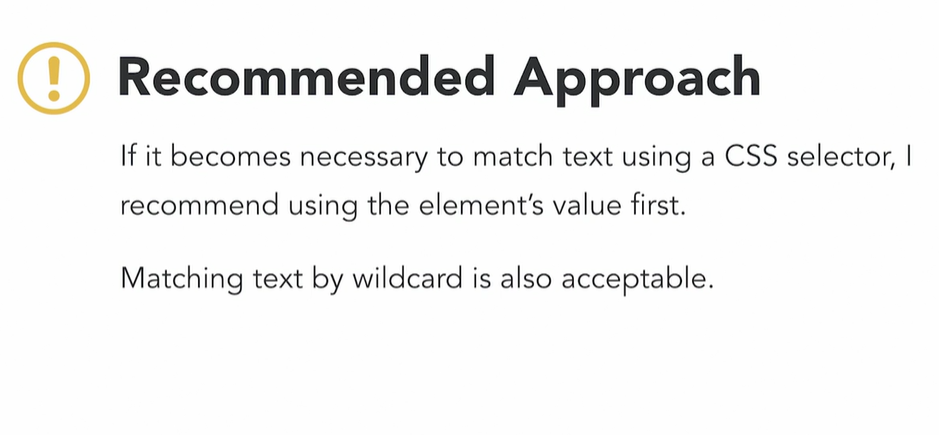 Recommended Approach
If it becomes necessary to match text using a CSS selector, I
recommend using the element’s value first.
Matching text by wildcard is also acceptable.